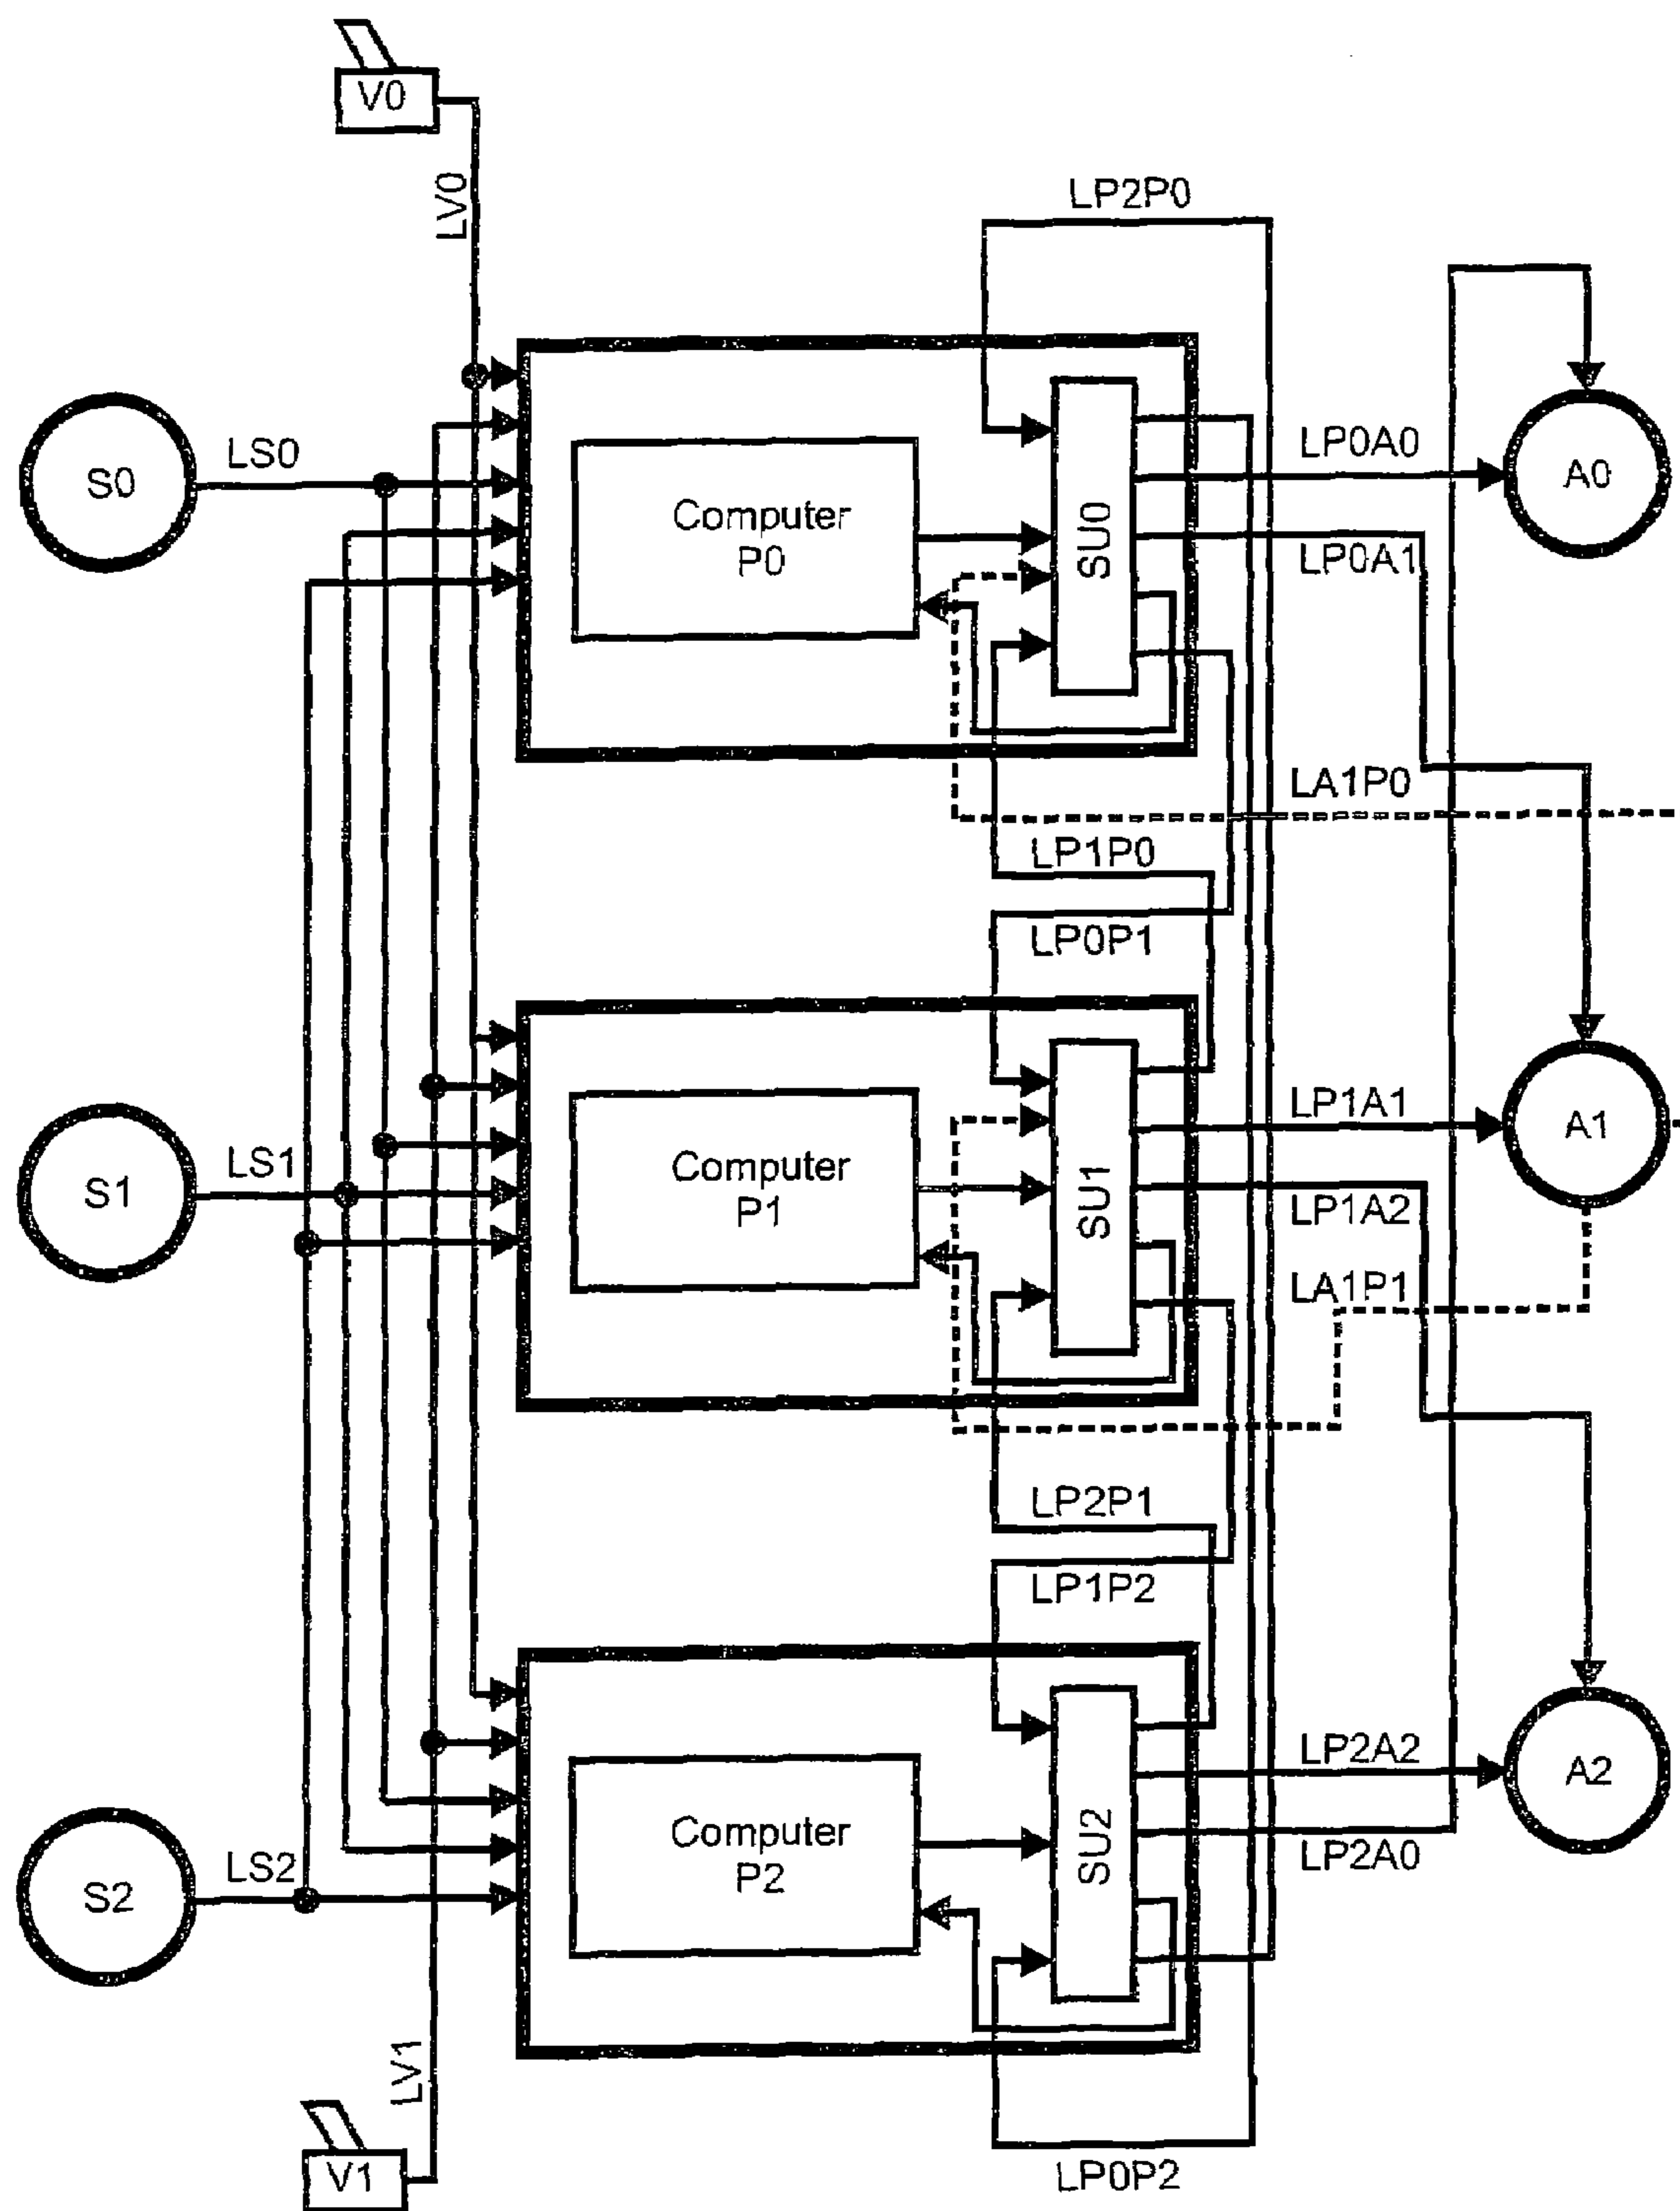 V0
LV0
LP2P0
S0
LS0
Computer
P0
SU0
LP0A0
LP0A1
A0
LA1P0
LP1P0
LP0P1
S1
LS1
Computer
P1
SU1
LP1A1
LP1A2
A1
LA1P1
LP2P1
LP1P2
S2
LS2
Computer
P2
SU2
LP2A2
LP2A0
A2
LV1
V1
LP0P2